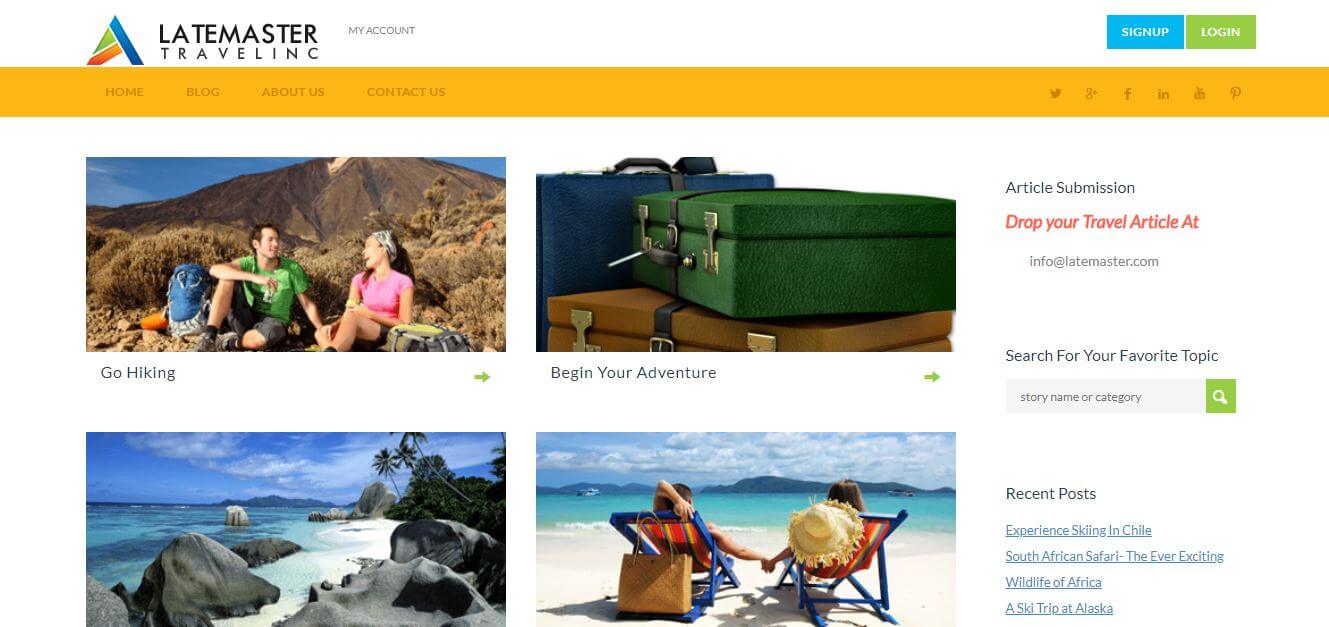 LATEMASTER
TRAVELINC
MY ACCOUNT
SIGNUP
LOGIN
HOME
BLOG
ABOUT US
CONTACT US
Go Hiking
Begin Your Adventure
Article Submission
Drop your Travel Article At
info@latemaster.com
Search For Your Favorite Topic
story name or category
Recent Posts
Experience Skiing In Chile
South African Safari- The Ever Exciting
Wildlife of Africa
A Ski Trip at Alaska